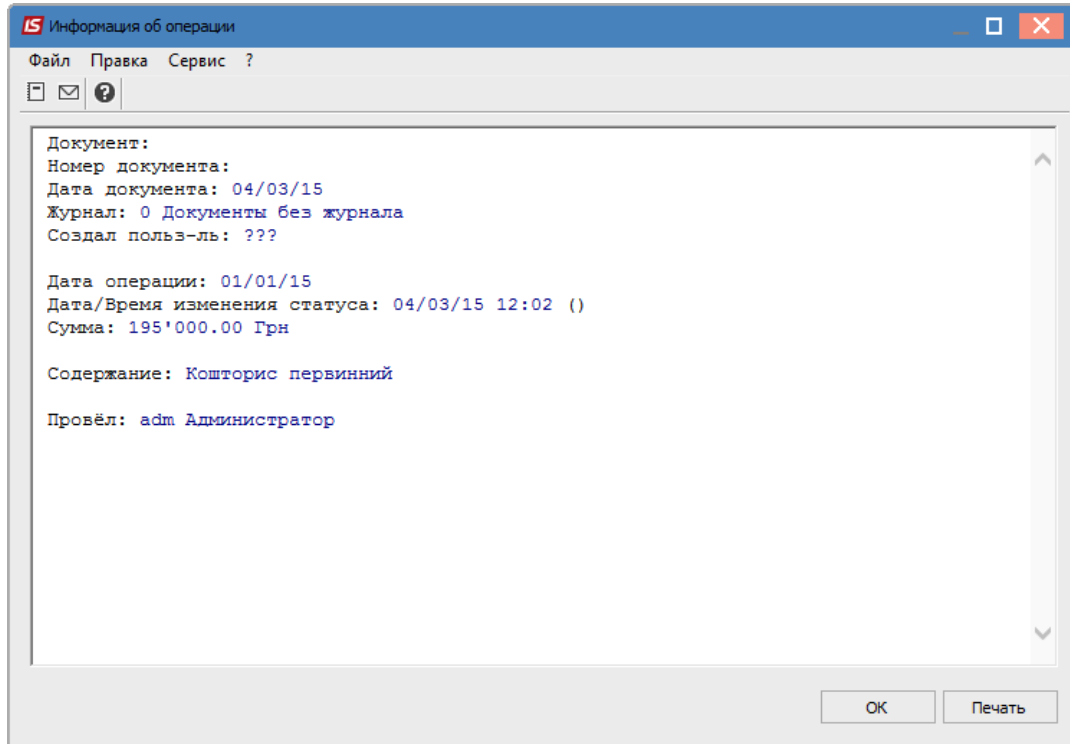 IS Информация об операции
Файл Правка Сервис ?
Документ:
Номер документа:
Дата документа: 04/03/15
Журнал: 0 Документы без журнала
Создал польз-ль: ???
Дата операции: 01/01/15
Дата/Время изменения статуса: 04/03/15 12:02 ()
Сумма: 195'000.00 Грн
Содержание: Кошторис первинний
Провёл: adm Администратор
ОК Печать